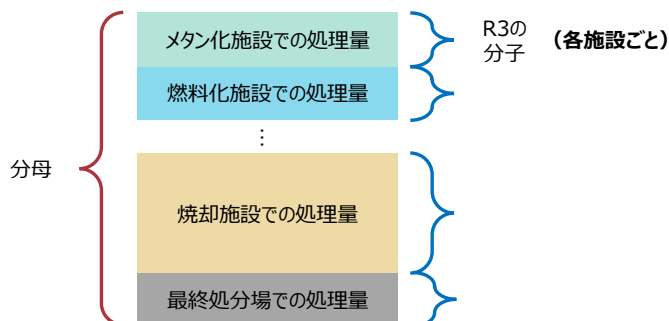 メタン化施設での処理量
R3の
分子
(各施設ごと)
燃料化施設での処理量
⋮
分母
焼却施設での処理量
最終処分場での処理量